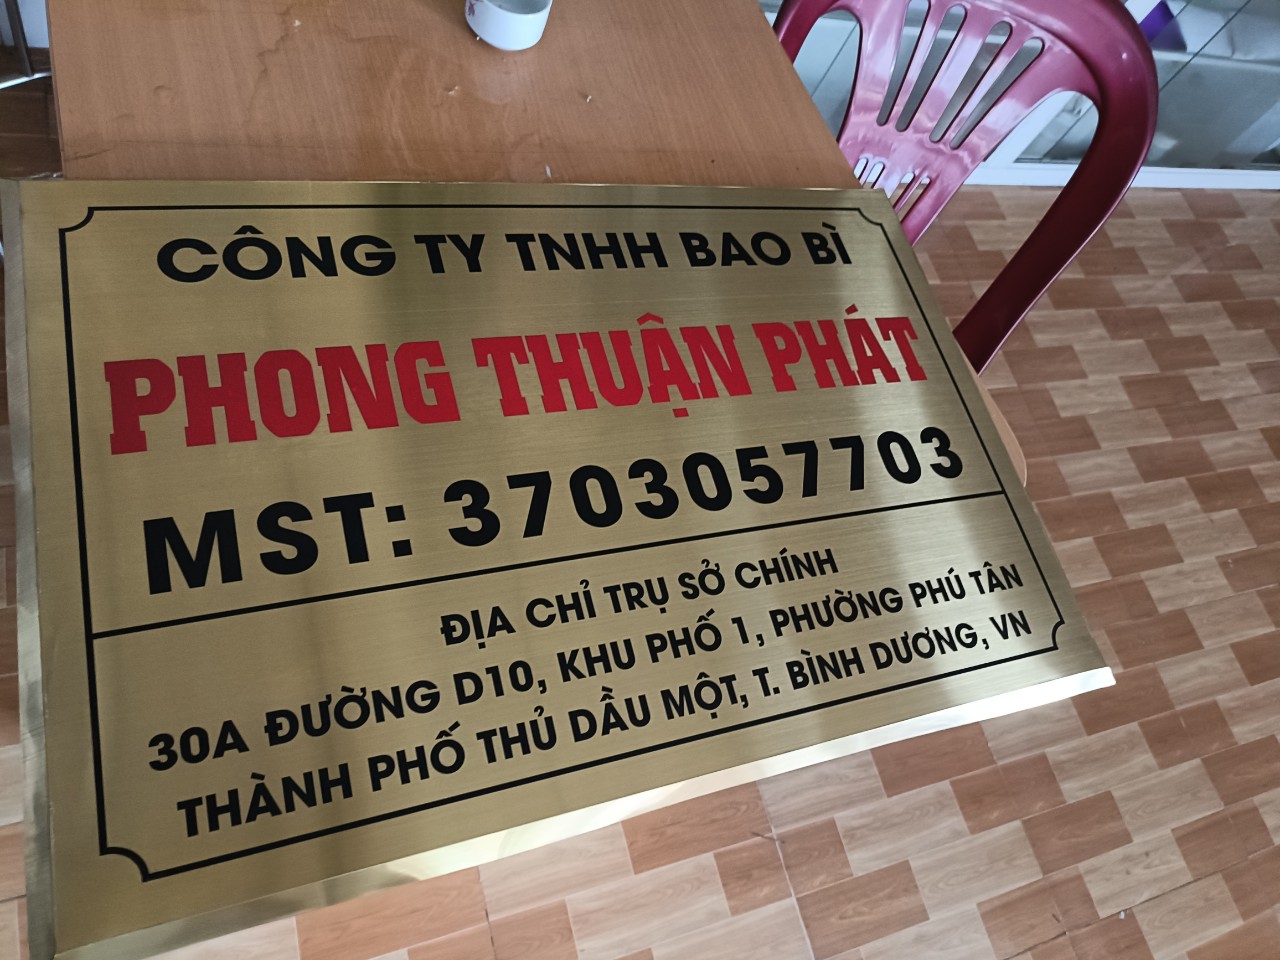 CÔNG TY TNHH BAO BÌ
PHONG THUẬN PHÁT
MST: 3703057703
ĐỊA CHỈ TRỤ SỞ CHÍNH
30A ĐƯỜNG D10, KHU PHỐ 1, PHƯỜNG PHÚ TÂN
THÀNH PHỐ THỦ DẦU MỘT, T. BÌNH DƯƠNG, VN